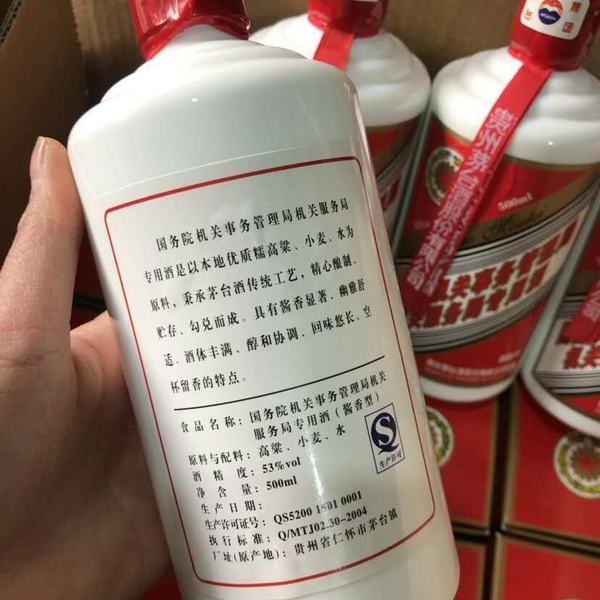 国务院机关事务管理局机关服务局
专用酒是以本地优质糯高粱、小麦、水为
原料，秉承茅台酒传统工艺，精心酿制、
贮存、勾兑而成。具有酱香显著、幽雅舒
适、酒体丰满、醇和协调、回味悠长、空
杯留香的特点。
食品名称：国务院机关事务管理局机关
服务局专用酒（酱香型）
原料与配料：高粱、小麦、水
酒精度：53%vol
净含量：500ml
生产日期：
生产许可证号：QS5200 1501 0001
执行标准：Q/MTJ02.30-2004
厂址(原产地)：贵州省仁怀市茅台镇
QS
生产许可
贵州茅台酒股份有限公司
500ml